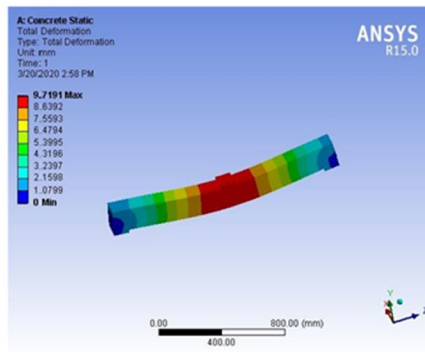 A: Concrete Static
Total Deformation
Type: Total Deformation
Unit: mm
Time: 1
3/20/2020 2:58 PM
ANSYS
R15.0
9.7191 Max
8.6392
7.5593
6.4794
5.3995
4.3196
3.2397
2.1598
1.0799
0 Min
0.00
800.00 (mm)
400.00
Y
X
Z